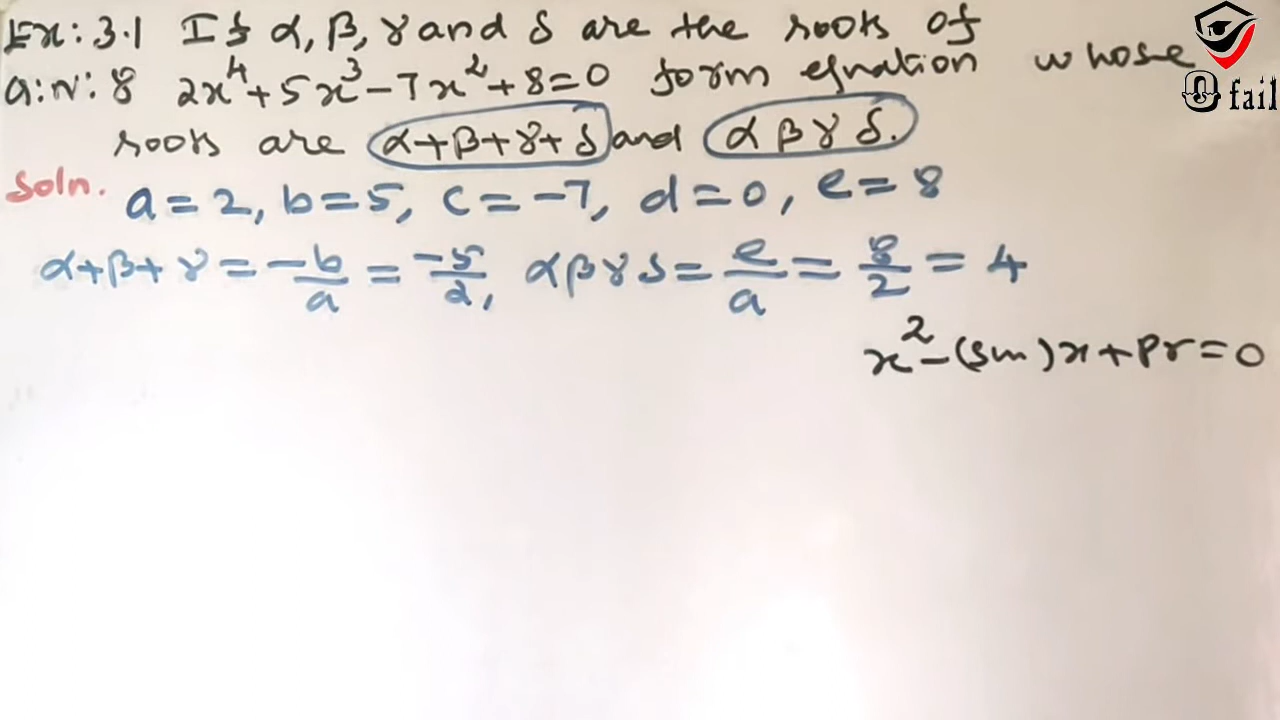 Ex: 3.1 If α, β, γ and δ are the roots of
Q:N: 8 2x⁴+5x³-7x²+8=0 form equation whose
roots are α+β+γ+δ and αβγδ.
Soln. a=2, b=5, c=-7, d=0, e=8
α+β+γ=-b/a=-5/2, αβγδ=e/a=8/2=4
x²-(sm)x+pr=0
0 fail